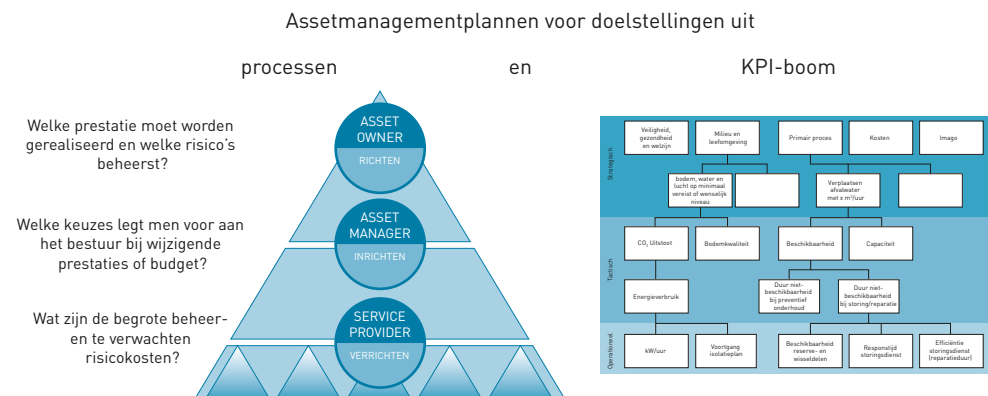 Assetmanagementplannen voor doelstellingen uit
processen en KPI-boom
Welke prestatie moet worden
gerealiseerd en welke risico's
beheerst?
ASSET
OWNER
RICHTEN
Welke keuzes legt men voor aan
het bestuur bij wijzigende
prestaties of budget?
ASSET
MANAGER
INRICHTEN
Wat zijn de begrote beheer-
en te verwachten
risicokosten?
SERVICE
PROVIDER
VERRICHTEN
Strategisch
Veiligheid,
gezondheid
en welzijn
Milieu en
leefomgeving
Primair proces
Kosten
Imago
bodem, water en
lucht op minimaal
vereist of wenselijk
niveau
Verplaatsen
afvalwater
met x m³/uur
Tactisch
CO₂ Uitstoot
Bodemkwaliteit
Beschikbaarheid
Capaciteit
Energieverbruik
Duur niet-
beschikbaarheid
bij preventief
onderhoud
Duur niet-
beschikbaarheid
bij storing/reparatie
Operationeel
kW/uur
Voortgang
isolatieplan
Beschikbaarheid
reserve- en
wisseldelen
Responstijd
storingsdienst
Efficiëntie
storingsdienst
(reparatieduur)